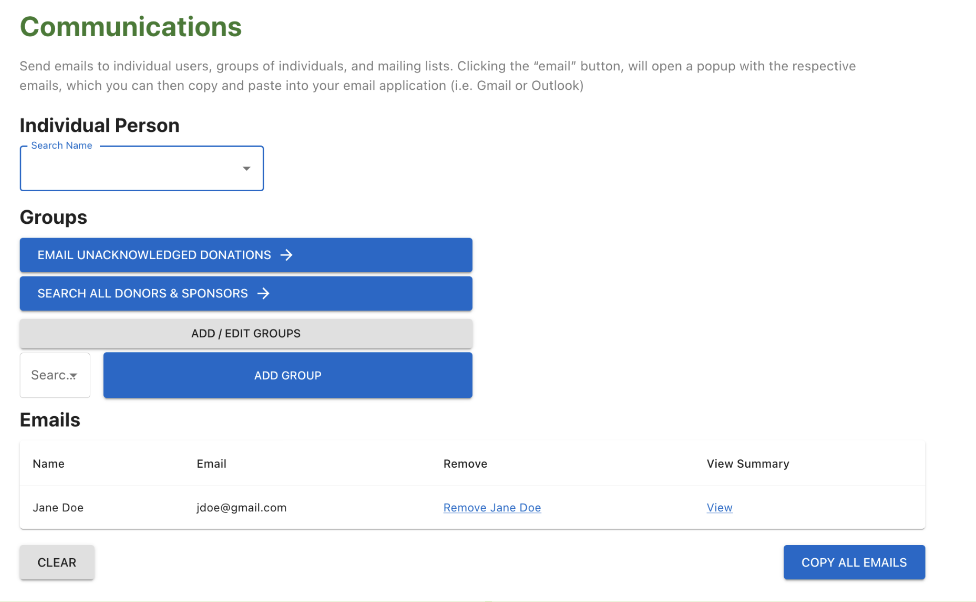 Communications
Send emails to individual users, groups of individuals, and mailing lists. Clicking the “email” button, will open a popup with the respective
emails, which you can then copy and paste into your email application (i.e. Gmail or Outlook)
Individual Person
Search Name
Groups
EMAIL UNACKNOWLEDGED DONATIONS →
SEARCH ALL DONORS & SPONSORS →
ADD / EDIT GROUPS
Searc... ADD GROUP
Emails
Name Email Remove View Summary
Jane Doe jdoe@gmail.com Remove Jane Doe View
CLEAR COPY ALL EMAILS